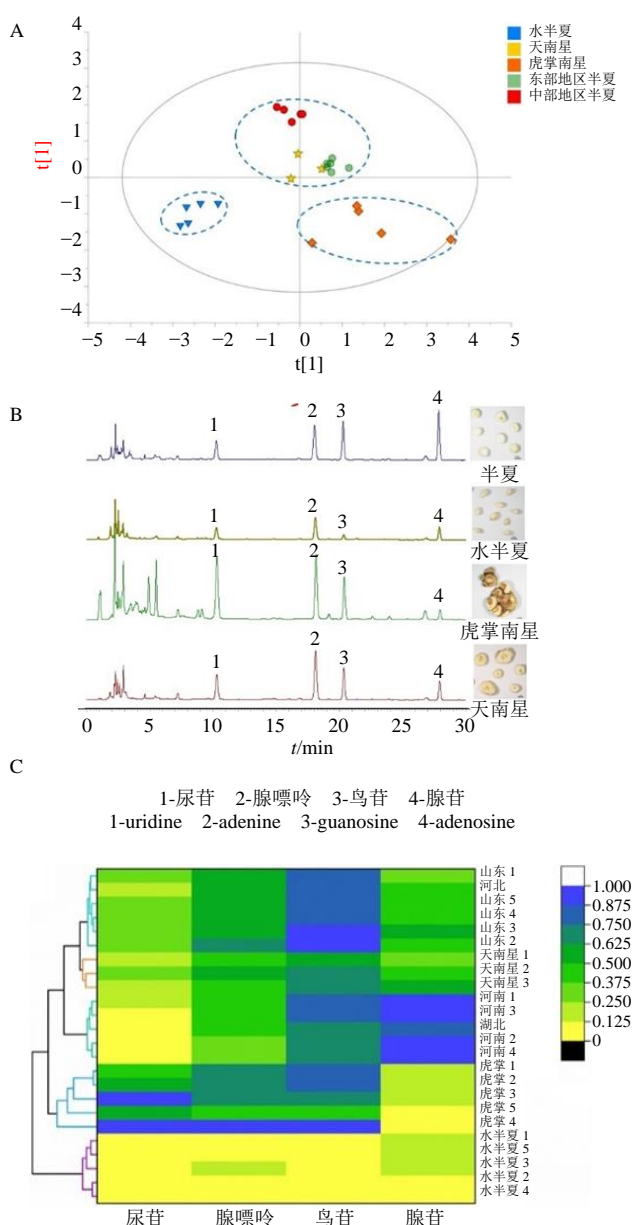 A
水半夏
天南星
虎掌南星
东部地区半夏
中部地区半夏
4
3
2
1
0
−1
−2
−3
−4
t[1]
−5 −4 −3 −2 −1 0 1 2 3 4 5
t[1]
B
1 2 3 4
半夏
1 2 3 4
水半夏
1 2 3 4
虎掌南星
1 2 3 4
天南星
0 5 10 15 20 25 30
t/min
C
1-尿苷 2-腺嘌呤 3-鸟苷 4-腺苷
1-uridine 2-adenine 3-guanosine 4-adenosine
山东 1
河北
山东 5
山东 4
山东 3
山东 2
天南星 1
天南星 2
天南星 3
河南 1
河南 3
湖北
河南 2
河南 4
虎掌 1
虎掌 2
虎掌 3
虎掌 5
虎掌 4
水半夏 1
水半夏 5
水半夏 3
水半夏 2
水半夏 4
1.000
0.875
0.750
0.625
0.500
0.375
0.250
0.125
0
尿苷 腺嘌呤 鸟苷 腺苷